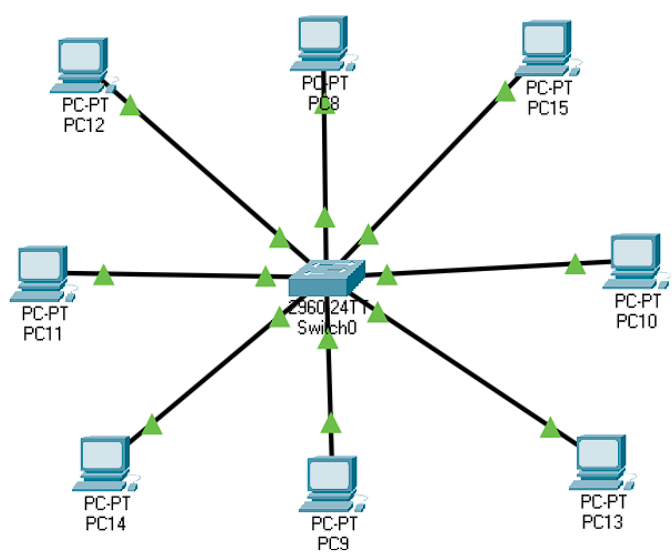 PC-PT
PC8
PC-PT
PC12
PC-PT
PC15
PC-PT
PC11
2960-24TT
Switch0
PC-PT
PC10
PC-PT
PC14
PC-PT
PC9
PC-PT
PC13